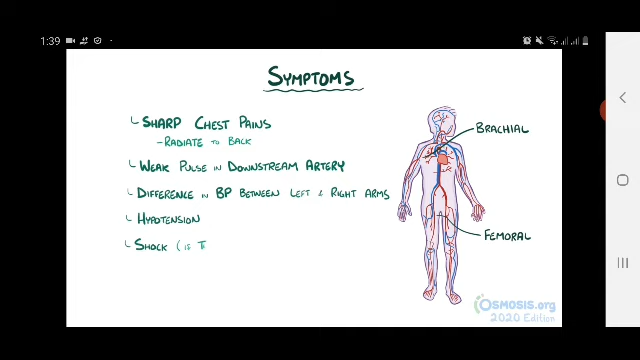 1:39
SYMPTOMS
SHARP CHEST PAINS
- RADIATE TO BACK
WEAK PULSE IN DOWNSTREAM ARTERY
DIFFERENCE IN BP BETWEEN LEFT & RIGHT ARMS
HYPOTENSION
SHOCK (IS T
BRACHIAL
FEMORAL
OSMOSIS.org
2020 Edition